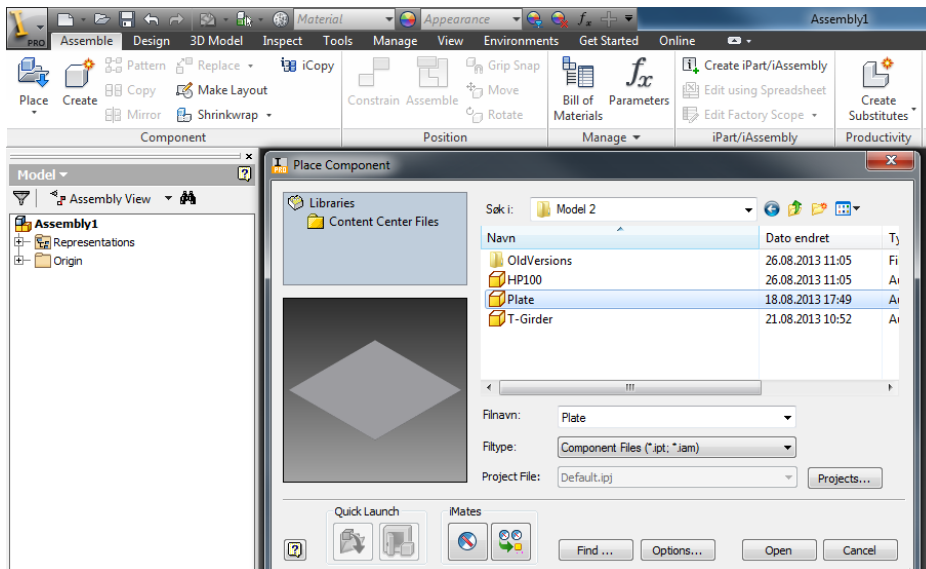 Material Appearance fx Assembly1
PRO Assemble Design 3D Model Inspect Tools Manage View Environments Get Started Online
Pattern Replace iCopy Grip Snap Create iPart/iAssembly
Copy Make Layout Move Edit using Spreadsheet
Place Create Constrain Assemble Bill of Materials Parameters Create Substitutes
Mirror Shrinkwrap Rotate Edit Factory Scope
Component Position Manage iPart/iAssembly Productivity
Model
Assembly View
Assembly1
Representations
Origin
Place Component
Libraries
Content Center Files
Søk i: Model 2
Navn Dato endret Ty
OldVersions 26.08.2013 11:05 Fi
HP100 26.08.2013 11:05 Au
Plate 18.08.2013 17:49 Au
T-Girder 21.08.2013 10:52 Au
Filnavn: Plate
Filtype: Component Files (*.ipt; *.iam)
Project File: Default.ipj Projects...
Quick Launch iMates
Find ... Options... Open Cancel